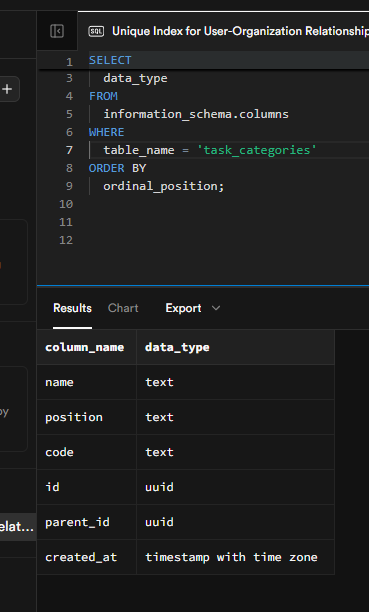 SQL Unique Index for User-Organization Relationship
1 SELECT
3 data_type
4 FROM
5 information_schema.columns
6 WHERE
7 table_name = 'task_categories'
8 ORDER BY
9 ordinal_position;
10
11
12
Results Chart Export
column_name data_type
name text
position text
code text
id uuid
parent_id uuid
created_at timestamp with time zone
by
elat...